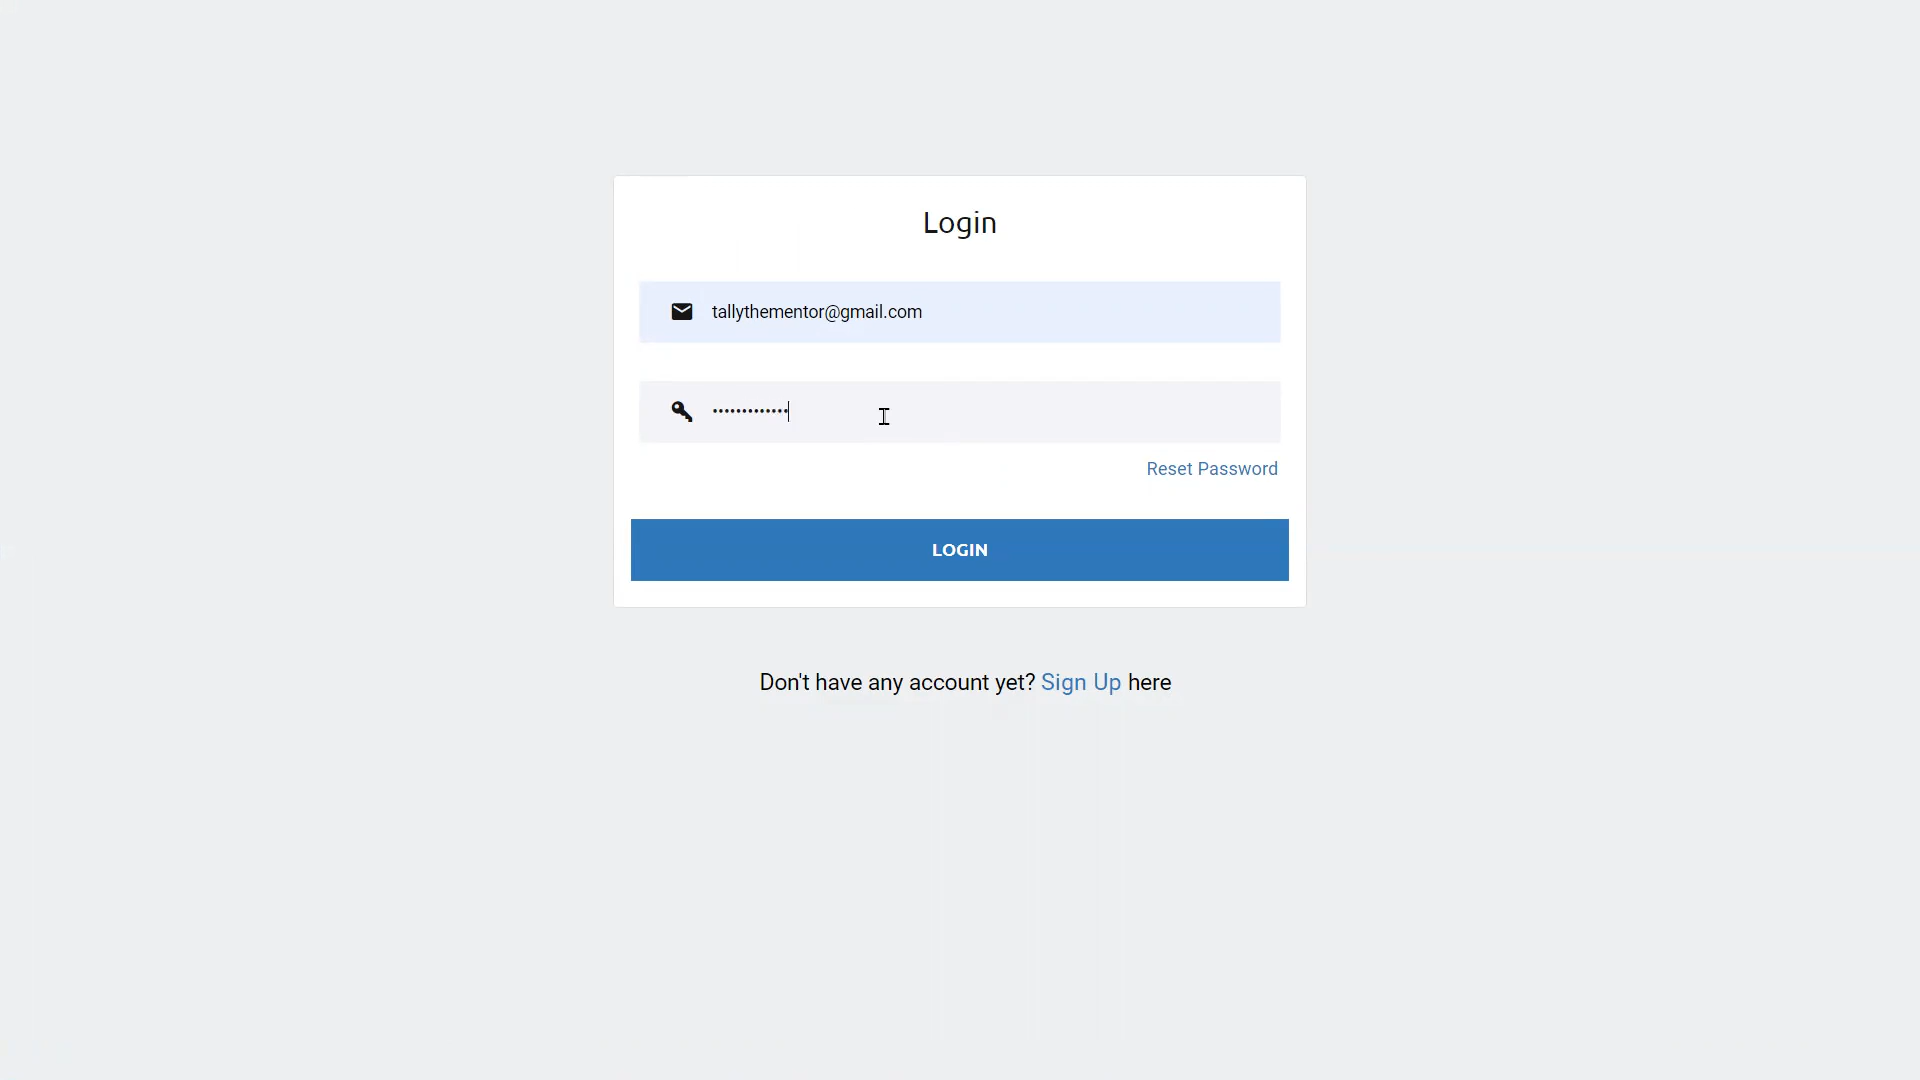 Login
tallythementor@gmail.com
•••••••••••••
Reset Password
LOGIN
Don't have any account yet? Sign Up here